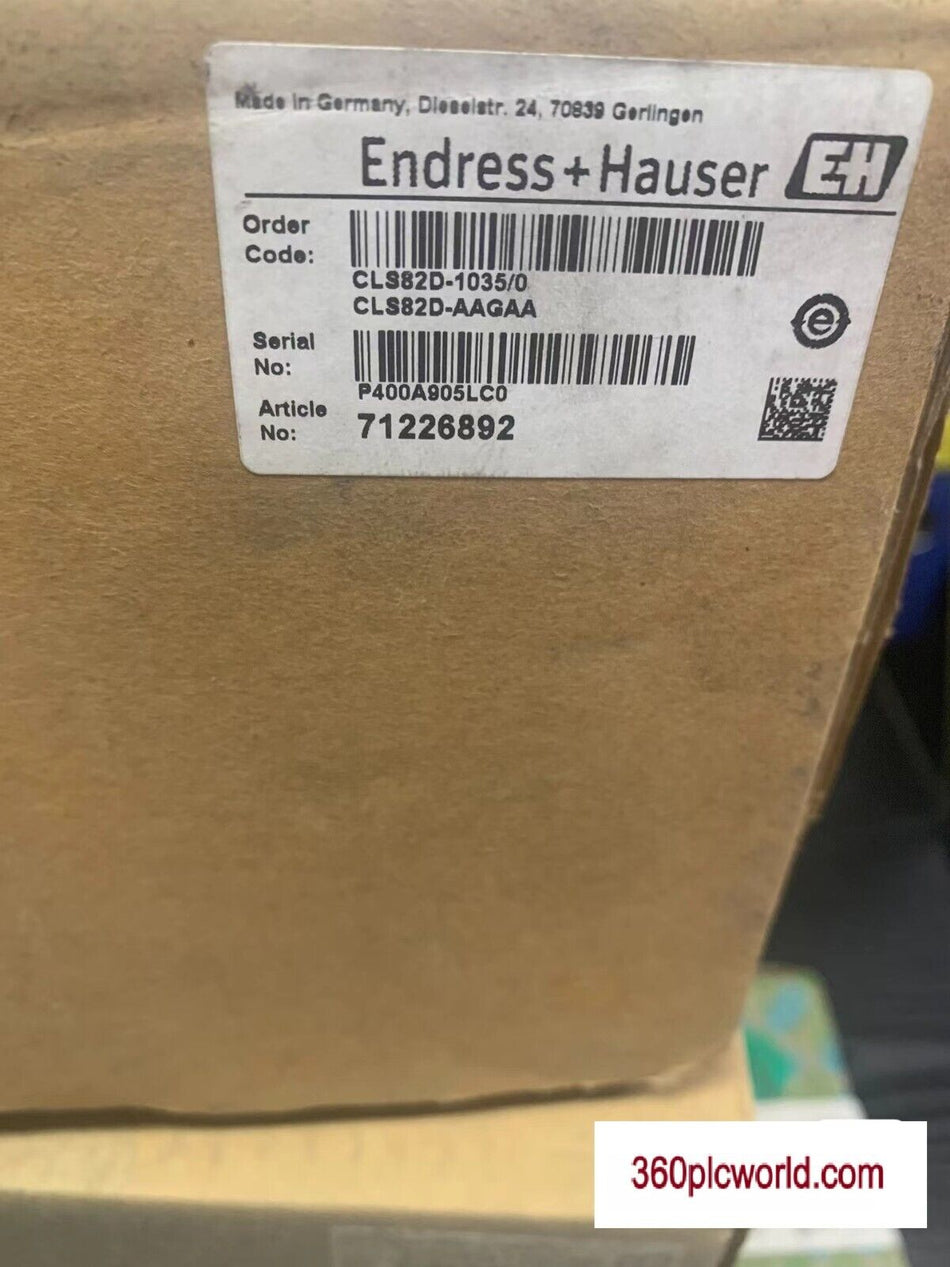 Made in Germany, Dieselstr. 24, 70839 Gerlingen
Endress+Hauser EH
Order
Code:
CLS82D-1035/0
CLS82D-AAGAA
Serial
No:
P400A905LC0
Article
No:
71226892
e
360plcworld.com